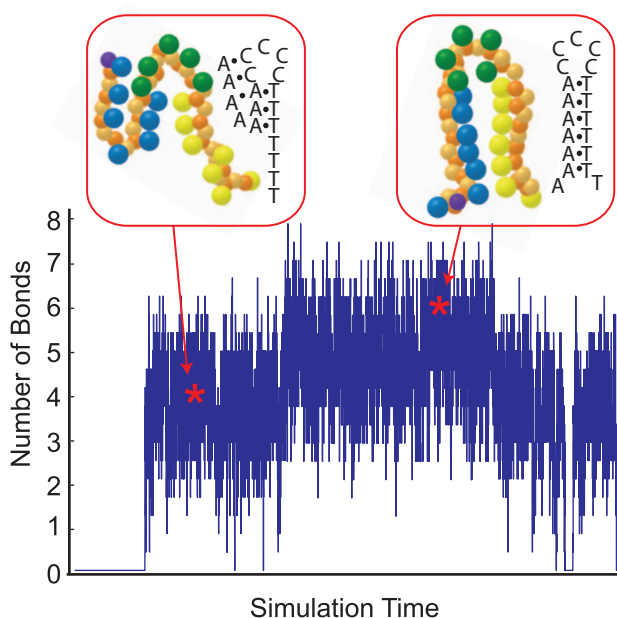 C
A•C C
A•C C
A•A•T
A•T
A A•T
T
T
T
T
C
C C
C C
A•T
A•T
A•T
A•T
A•T
A•T
A T
8
7
6
5
4
3
2
1
0
Number of Bonds
*
*
Simulation Time